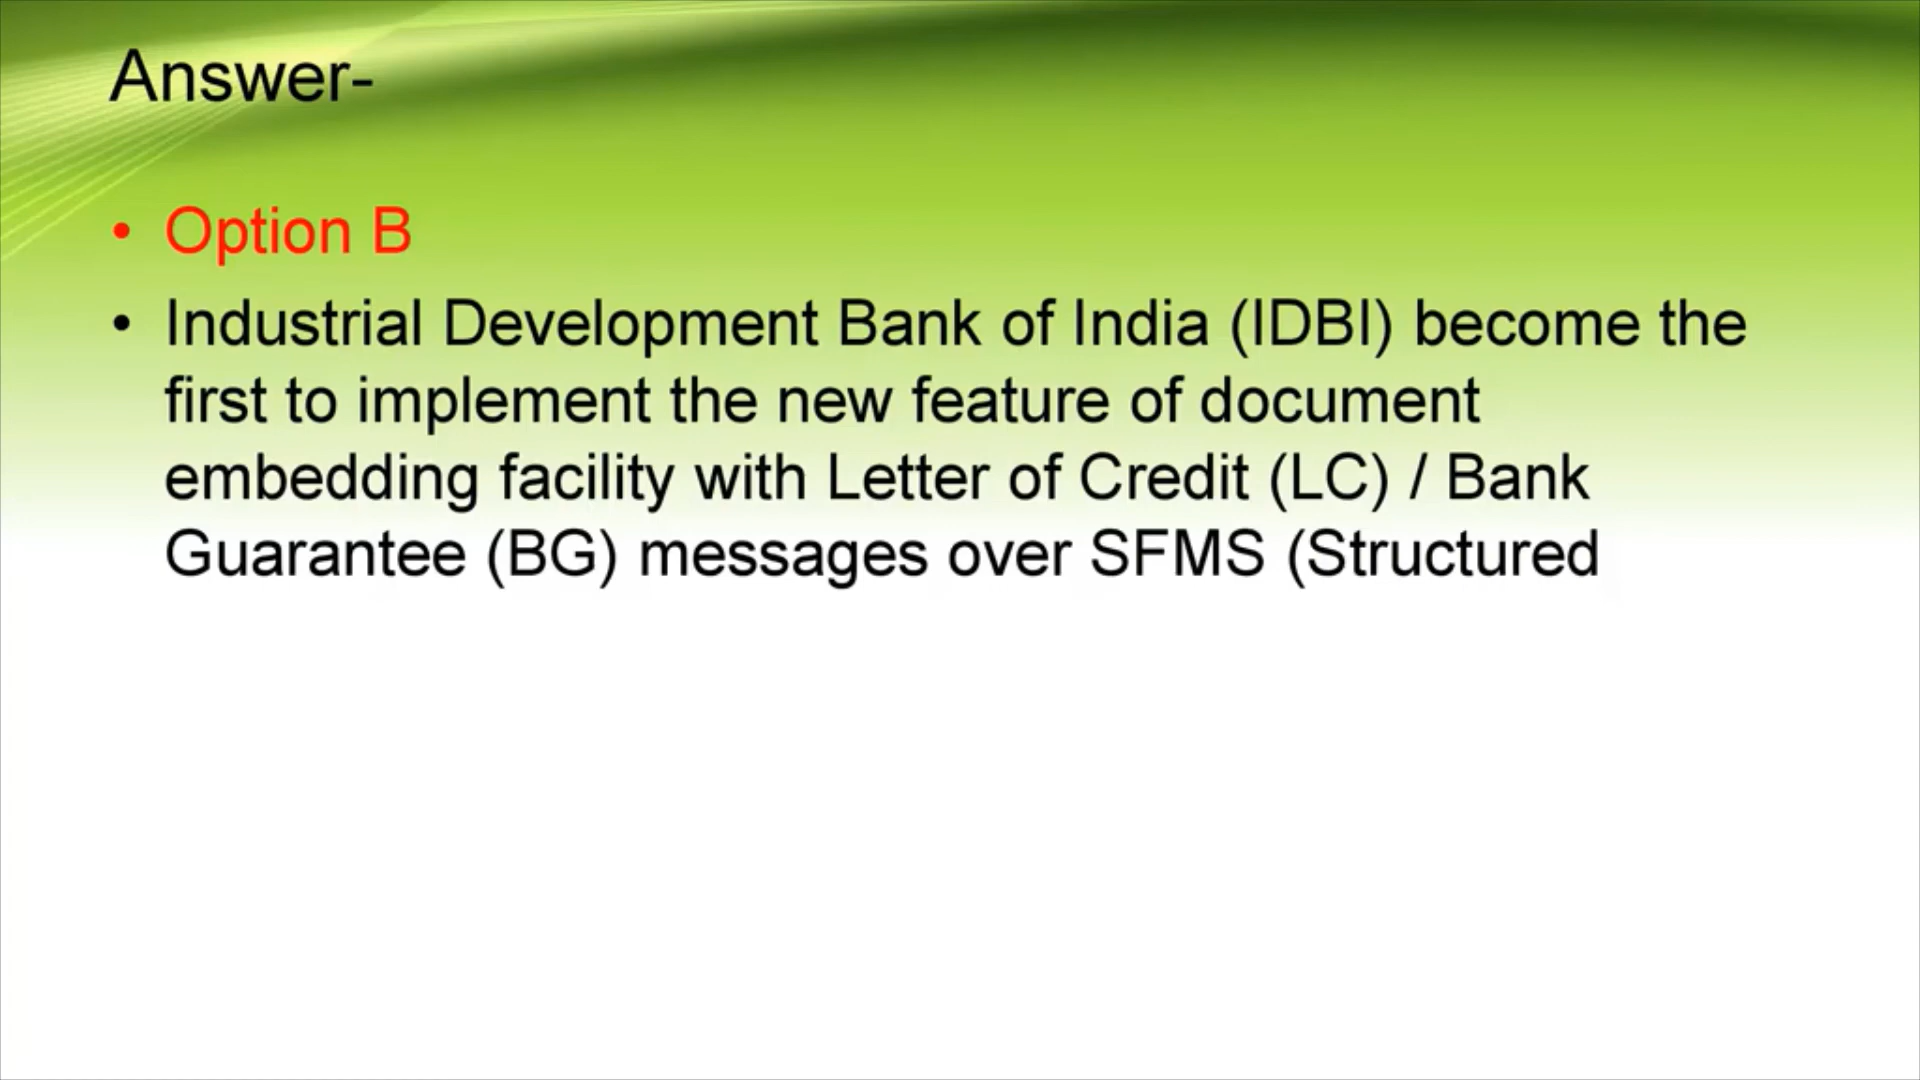 Answer-
• Option B
• Industrial Development Bank of India (IDBI) become the
first to implement the new feature of document
embedding facility with Letter of Credit (LC) / Bank
Guarantee (BG) messages over SFMS (Structured